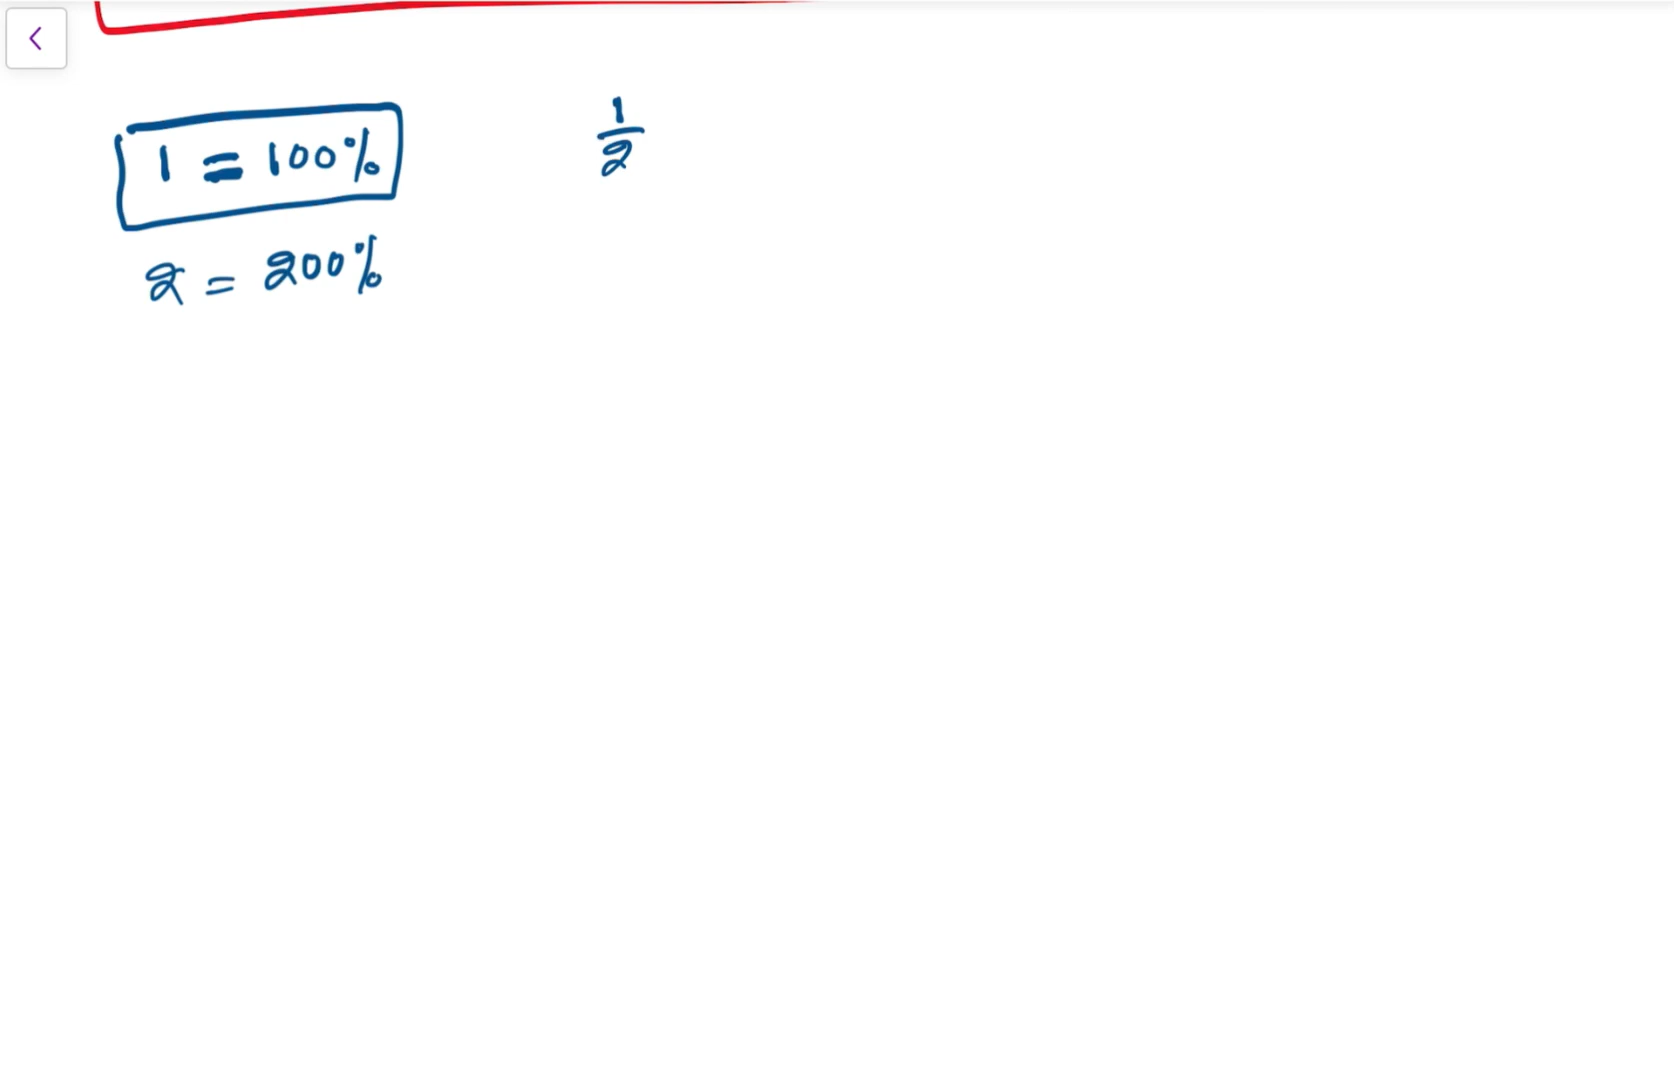 1 = 100%
2 = 200%
1/2